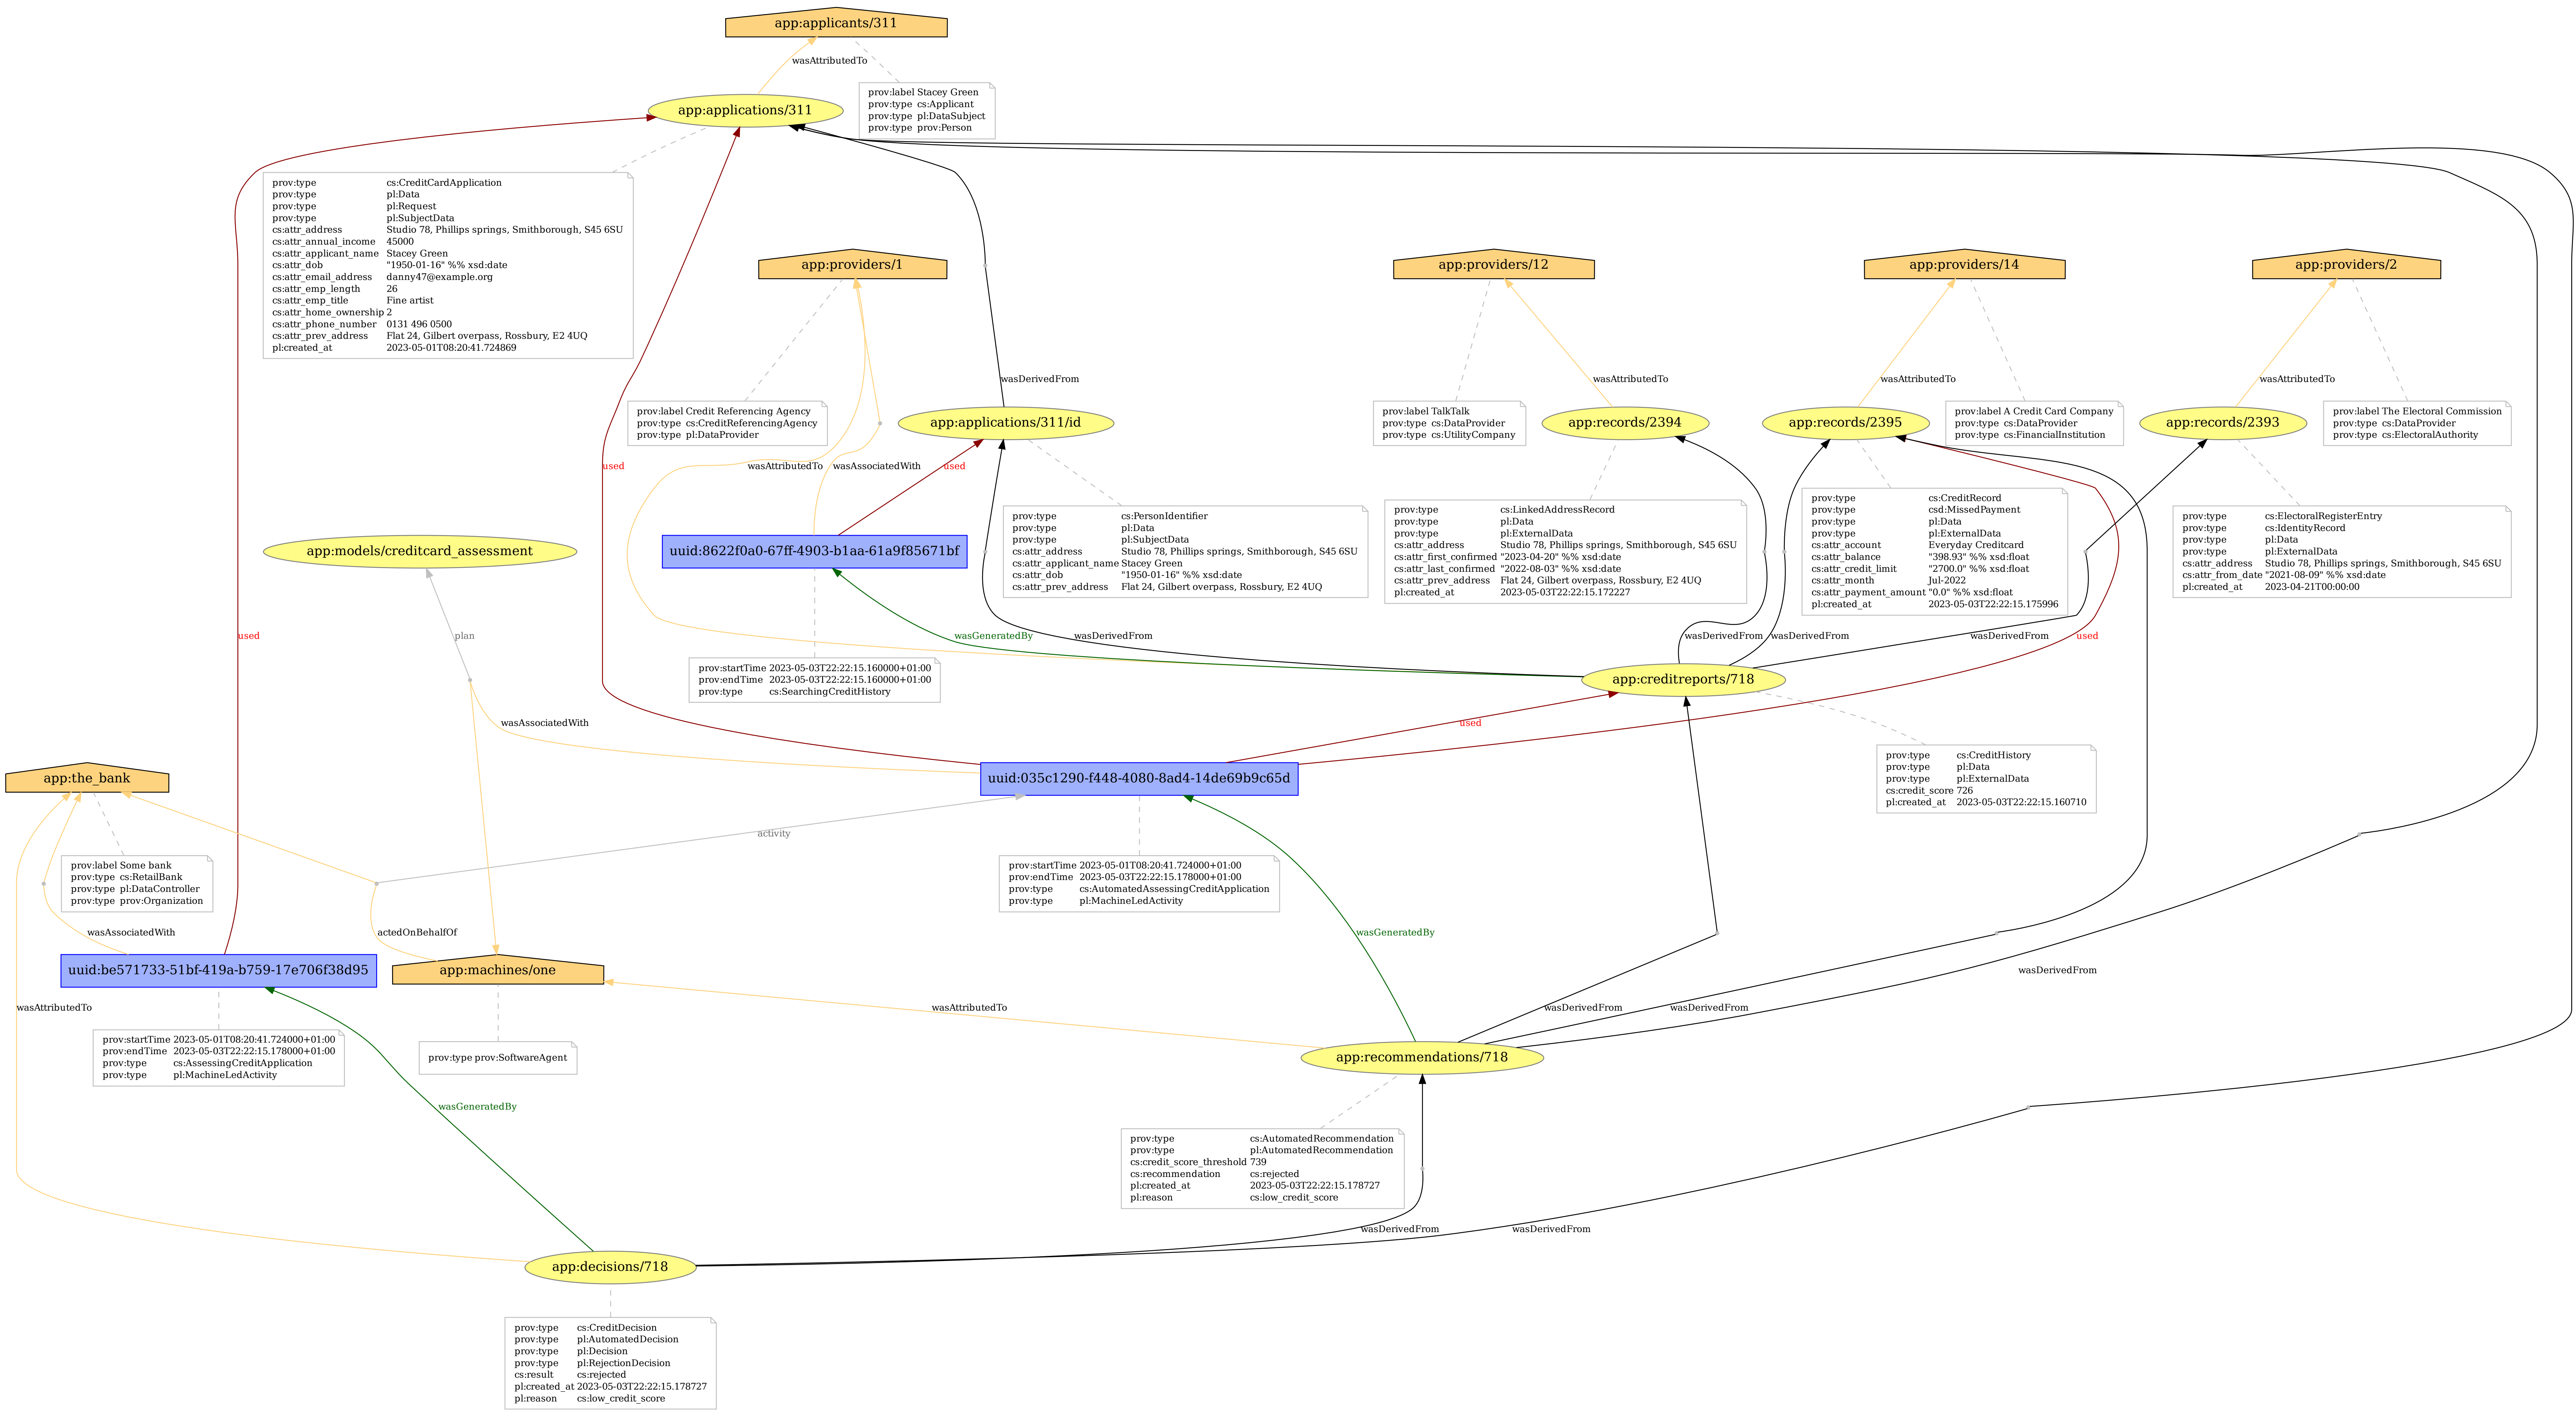 app:applicants/311
wasAttributedTo
prov:label Stacey Green
prov:type cs:Applicant
prov:type pl:DataSubject
prov:type prov:Person
app:applications/311
prov:type cs:CreditCardApplication
prov:type pl:Data
prov:type pl:Request
prov:type pl:SubjectData
cs:attr_address Studio 78, Phillips springs, Smithborough, S45 6SU
cs:attr_annual_income 45000
cs:attr_applicant_name Stacey Green
cs:attr_dob "1950-01-16" %% xsd:date
cs:attr_email_address danny47@example.org
cs:attr_emp_length 26
cs:attr_emp_title Fine artist
cs:attr_home_ownership 2
cs:attr_phone_number 0131 496 0500
cs:attr_prev_address Flat 24, Gilbert overpass, Rossbury, E2 4UQ
pl:created_at 2023-05-01T08:20:41.724869
app:providers/1
app:providers/12
app:providers/14
app:providers/2
wasDerivedFrom
wasAttributedTo
wasAttributedTo
wasAttributedTo
prov:label Credit Referencing Agency
prov:type cs:CreditReferencingAgency
prov:type pl:DataProvider
app:applications/311/id
prov:label TalkTalk
prov:type cs:DataProvider
prov:type cs:UtilityCompany
app:records/2394
app:records/2395
prov:label A Credit Card Company
prov:type cs:DataProvider
prov:type cs:FinancialInstitution
app:records/2393
prov:label The Electoral Commission
prov:type cs:DataProvider
prov:type cs:ElectoralAuthority
used
wasAttributedTo
wasAssociatedWith
used
app:models/creditcard_assessment
uuid:8622f0a0-67ff-4903-b1aa-61a9f85671bf
prov:type cs:PersonIdentifier
prov:type pl:Data
prov:type pl:SubjectData
cs:attr_address Studio 78, Phillips springs, Smithborough, S45 6SU
cs:attr_applicant_name Stacey Green
cs:attr_dob "1950-01-16" %% xsd:date
cs:attr_prev_address Flat 24, Gilbert overpass, Rossbury, E2 4UQ
prov:type cs:LinkedAddressRecord
prov:type pl:Data
prov:type pl:ExternalData
cs:attr_address Studio 78, Phillips springs, Smithborough, S45 6SU
cs:attr_first_confirmed "2023-04-20" %% xsd:date
cs:attr_last_confirmed "2022-08-03" %% xsd:date
cs:attr_prev_address Flat 24, Gilbert overpass, Rossbury, E2 4UQ
pl:created_at 2023-05-03T22:22:15.172227
prov:type cs:CreditRecord
prov:type csd:MissedPayment
prov:type pl:Data
prov:type pl:ExternalData
cs:attr_account Everyday Creditcard
cs:attr_balance "398.93" %% xsd:float
cs:attr_credit_limit "2700.0" %% xsd:float
cs:attr_month Jul-2022
cs:attr_payment_amount "0.0" %% xsd:float
pl:created_at 2023-05-03T22:22:15.175996
prov:type cs:ElectoralRegisterEntry
prov:type cs:IdentityRecord
prov:type pl:Data
prov:type pl:ExternalData
cs:attr_address Studio 78, Phillips springs, Smithborough, S45 6SU
cs:attr_from_date "2021-08-09" %% xsd:date
pl:created_at 2023-04-21T00:00:00
used
plan
wasGeneratedBy
wasDerivedFrom
wasDerivedFrom
wasDerivedFrom
wasDerivedFrom
used
prov:startTime 2023-05-03T22:22:15.160000+01:00
prov:endTime 2023-05-03T22:22:15.160000+01:00
prov:type cs:SearchingCreditHistory
app:creditreports/718
wasAssociatedWith
used
app:the_bank
uuid:035c1290-f448-4080-8ad4-14de69b9c65d
prov:type cs:CreditHistory
prov:type pl:Data
prov:type pl:ExternalData
cs:credit_score 726
pl:created_at 2023-05-03T22:22:15.160710
activity
prov:label Some bank
prov:type cs:RetailBank
prov:type pl:DataController
prov:type prov:Organization
prov:startTime 2023-05-01T08:20:41.724000+01:00
prov:endTime 2023-05-03T22:22:15.178000+01:00
prov:type cs:AutomatedAssessingCreditApplication
prov:type pl:MachineLedActivity
wasAssociatedWith
actedOnBehalfOf
wasGeneratedBy
uuid:be571733-51bf-419a-b759-17e706f38d95
app:machines/one
wasDerivedFrom
wasAttributedTo
wasAttributedTo
wasDerivedFrom
wasDerivedFrom
prov:startTime 2023-05-01T08:20:41.724000+01:00
prov:endTime 2023-05-03T22:22:15.178000+01:00
prov:type cs:AssessingCreditApplication
prov:type pl:MachineLedActivity
prov:type prov:SoftwareAgent
app:recommendations/718
wasGeneratedBy
prov:type cs:AutomatedRecommendation
prov:type pl:AutomatedRecommendation
cs:credit_score_threshold 739
cs:recommendation cs:rejected
pl:created_at 2023-05-03T22:22:15.178727
pl:reason cs:low_credit_score
wasDerivedFrom
wasDerivedFrom
app:decisions/718
prov:type cs:CreditDecision
prov:type pl:AutomatedDecision
prov:type pl:Decision
prov:type pl:RejectionDecision
cs:result cs:rejected
pl:created_at 2023-05-03T22:22:15.178727
pl:reason cs:low_credit_score